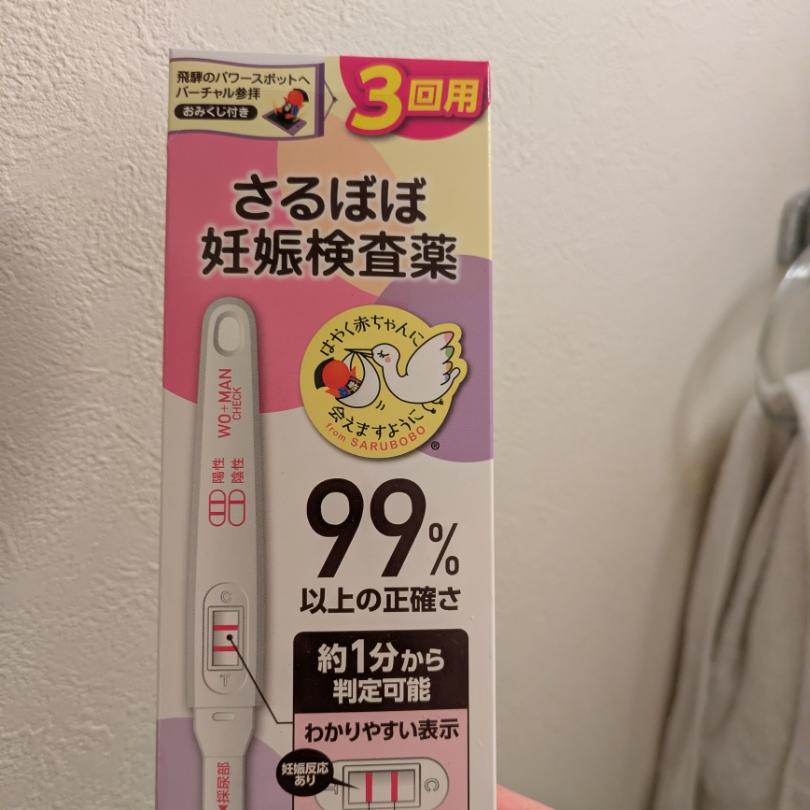 飛騨のパワースポットへ
バーチャル参拝
おみくじ付き
3回用
さるぼぼ
妊娠検査薬
はやく赤ちゃんに
会えますように
from SARUBOBO
®
WO+MAN
CHECK
陽性
陰性
99%
以上の正確さ
C
T
約1分から
判定可能
わかりやすい表示
妊娠反応
あり
T
C
◀採尿部